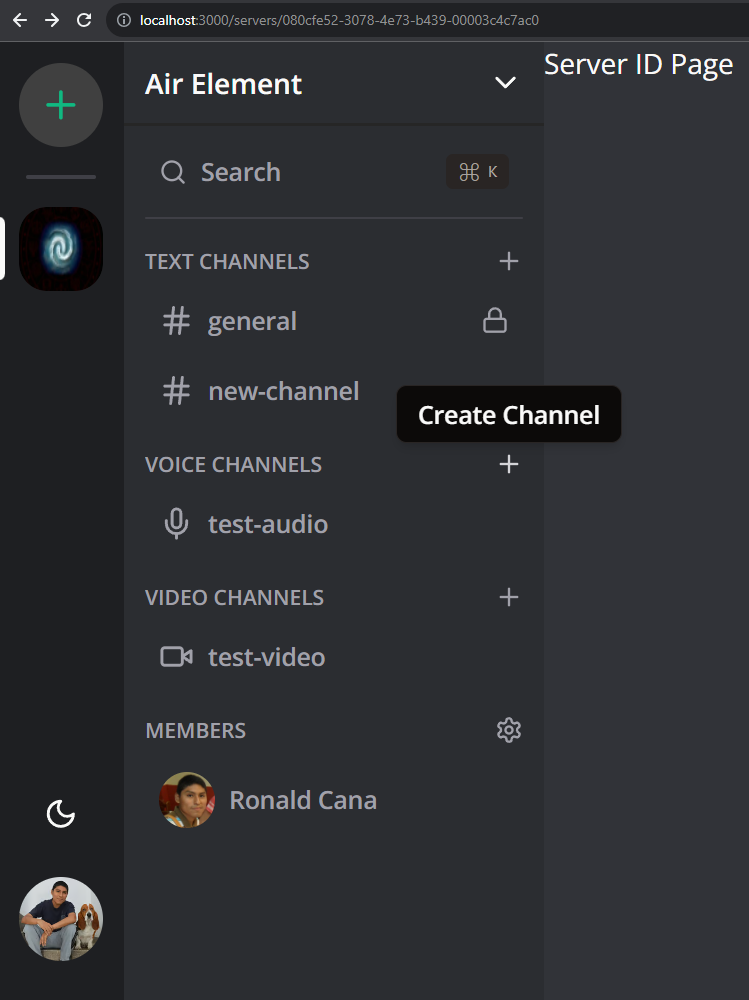 localhost:3000/servers/080cfe52-3078-4e73-b439-00003c4c7ac0
Air Element
Server ID Page
Search
⌘ K
TEXT CHANNELS
general
new-channel
Create Channel
VOICE CHANNELS
test-audio
VIDEO CHANNELS
test-video
MEMBERS
Ronald Cana